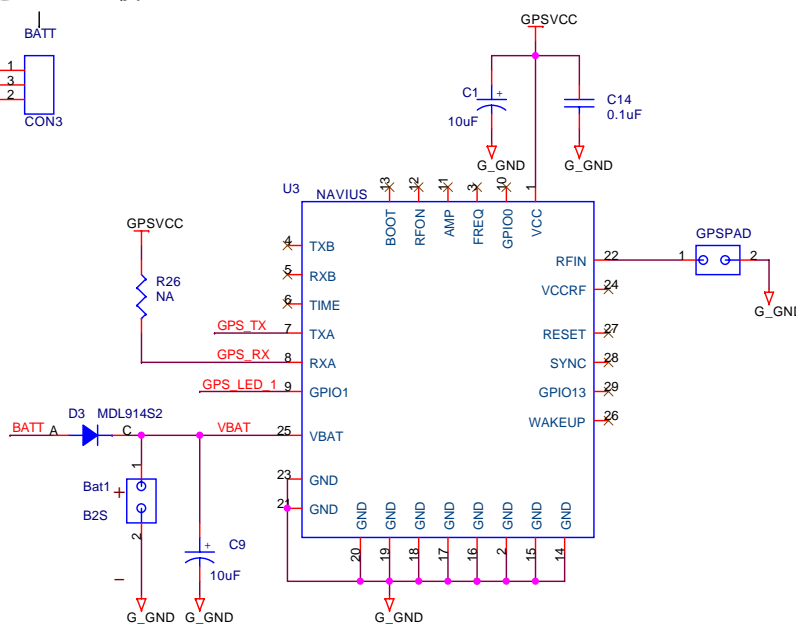 BATT
1
3
2
CON3
GPSVCC
C1
+
10uF
C14
0.1uF
G_GND
G_GND
U3
NAVIUS
13
12
11
3
10
1
BOOT
RFON
AMP
FREQ
GPIO0
VCC
GPSVCC
R26
NA
4
TXB
5
RXB
6
TIME
GPS_TX
7
TXA
GPS_RX
8
RXA
GPS_LED_1
9
GPIO1
RFIN
22
GPSPAD
1
2
G_GND
VCCRF
24
RESET
27
SYNC
28
GPIO13
29
WAKEUP
26
D3
MDL914S2
BATT
A
C
VBAT
25
VBAT
1
Bat1
+
B2S
2
−
23
GND
21
GND
C9
+
10uF
GND
GND
GND
GND
GND
GND
GND
GND
20
19
18
17
16
2
15
14
G_GND
G_GND
G_GND